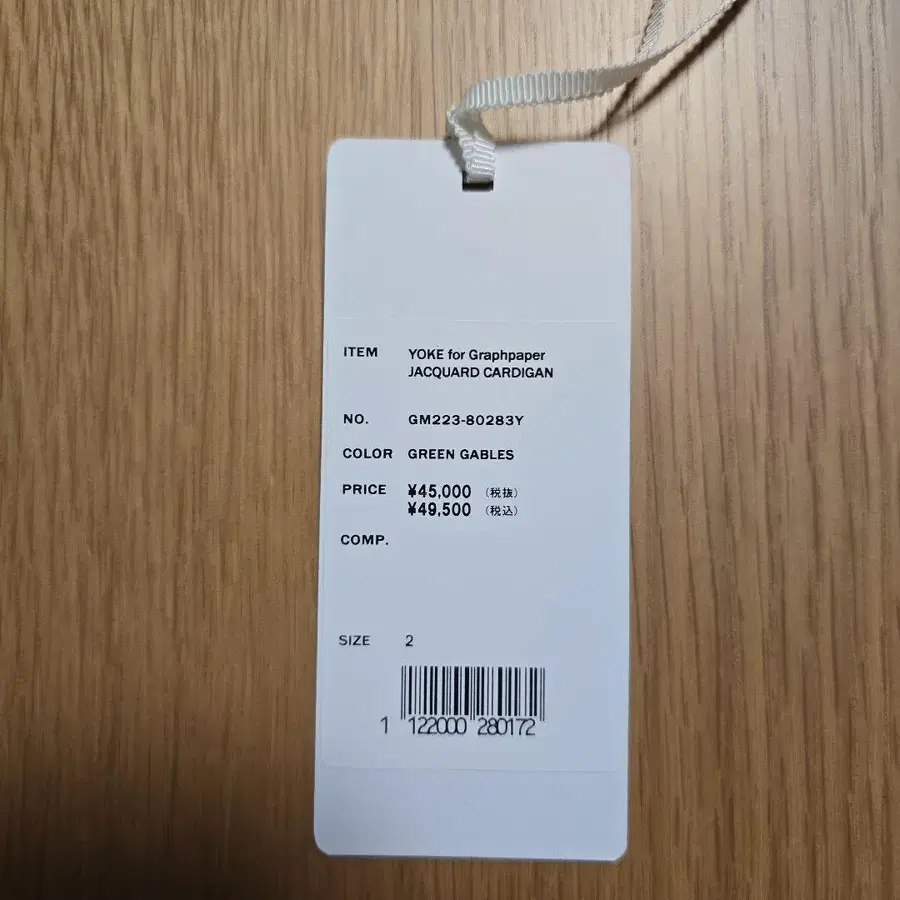 ITEM YOKE for Graphpaper
JACQUARD CARDIGAN
NO. GM223-80283Y
COLOR GREEN GABLES
PRICE ¥45,000 (税抜)
¥49,500 (税込)
COMP.
SIZE 2
1 122000 280172